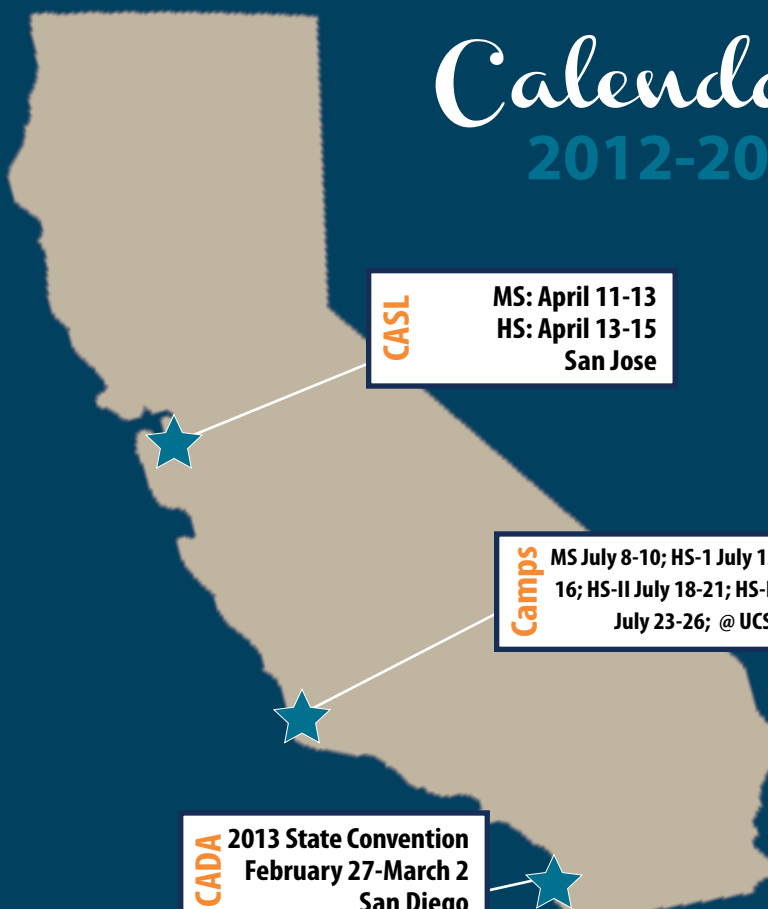 Calenda
2012-20
CASL
MS: April 11-13
HS: April 13-15
San Jose
Camps
MS July 8-10; HS-1 July 1
16; HS-II July 18-21; HS-
July 23-26; @ UCS
CADA
2013 State Convention
February 27-March 2
San Diego